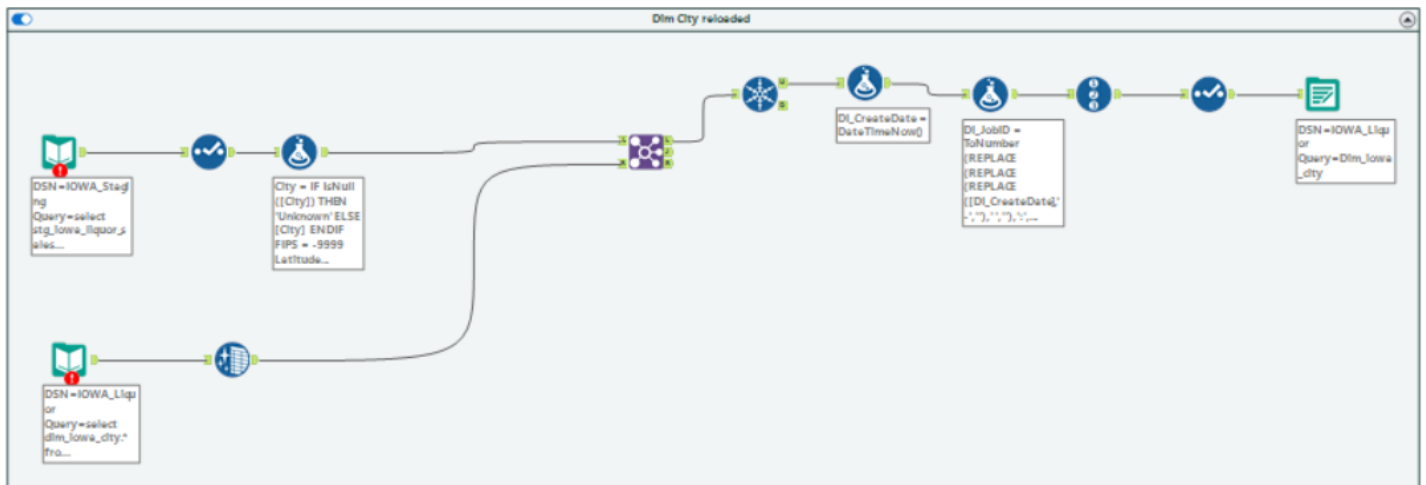 Dim City reloaded
DI_CreateDate =
DateTimeNow()
DI_JobID =
ToNumber
(REPLACE
(REPLACE
(REPLACE
([DI_CreateDate],'
-',''),' ',''),':',...
DSN=IOWA_Liqu
or
Query=Dim_Iowa
_city
DSN=IOWA_Stagi
ng
Query=select
stg_Iowa_liquor_s
ales...
City = IF IsNull
([City]) THEN
'Unknown' ELSE
[City] ENDIF
FIPS = -9999
Latitude...
DSN=IOWA_Liqu
or
Query=select
dim_Iowa_city.*
fro...